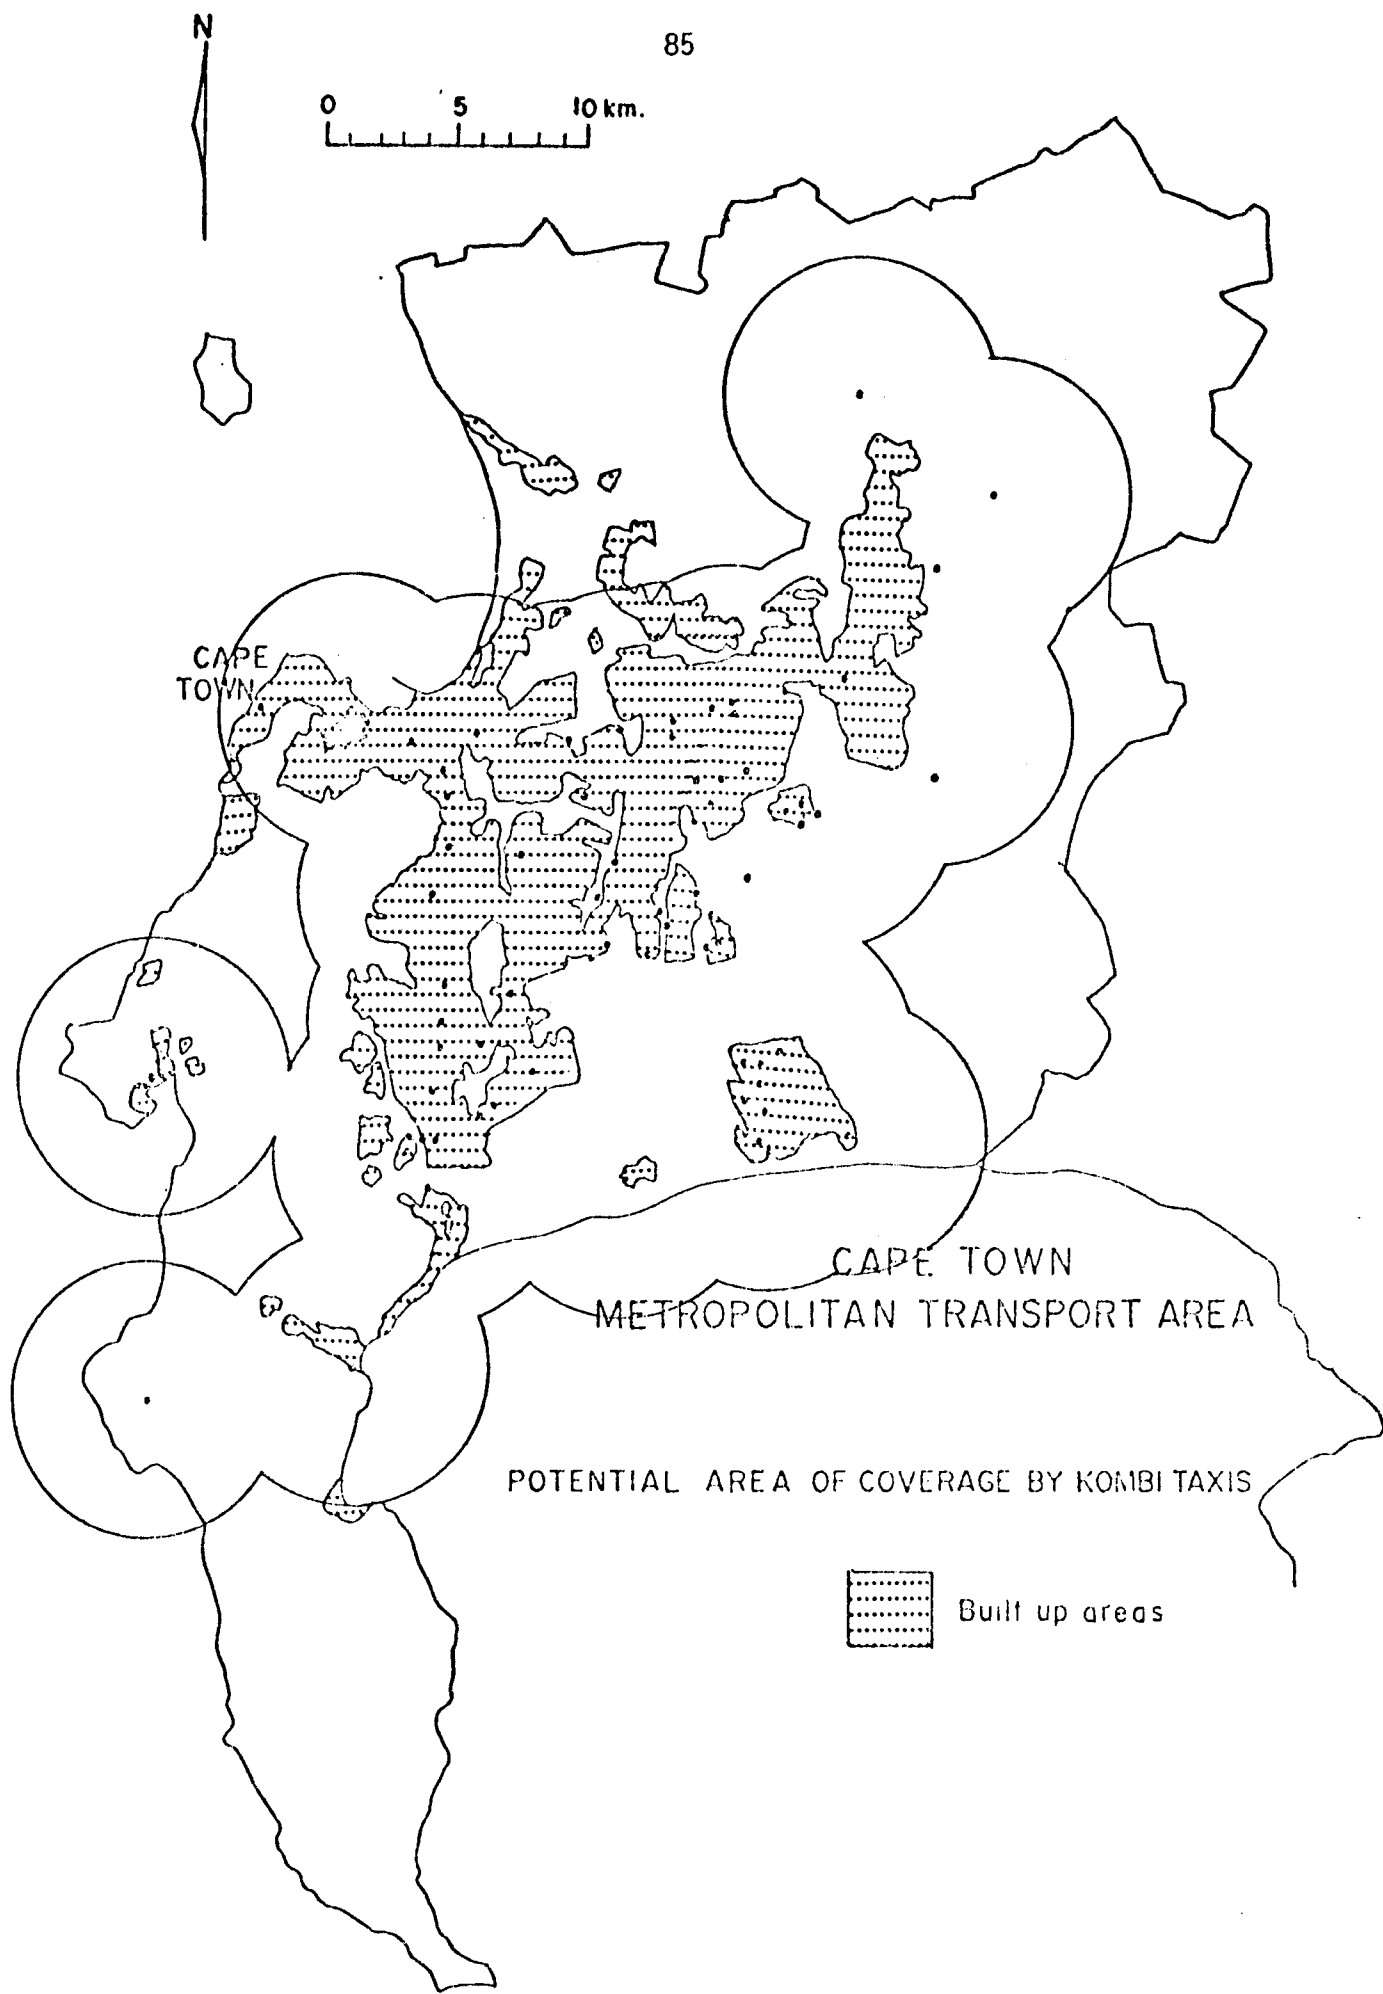 85
N
0 5 10 km.
CAPE
TOWN
CAPE TOWN
METROPOLITAN TRANSPORT AREA
POTENTIAL AREA OF COVERAGE BY KOMBI TAXIS
Built up areas